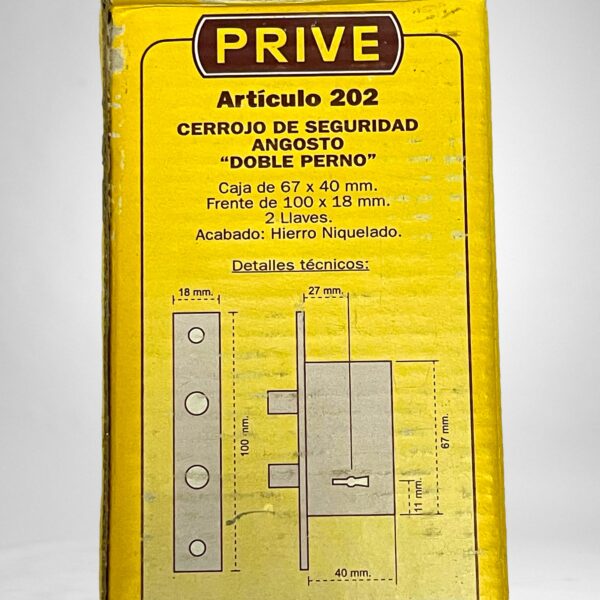 PRIVE
Artículo 202
CERROJO DE SEGURIDAD
ANGOSTO
“DOBLE PERNO”
Caja de 67 x 40 mm.
Frente de 100 x 18 mm.
2 Llaves.
Acabado: Hierro Niquelado.
Detalles técnicos:
18 mm.
27 mm.
100 mm.
67 mm.
11 mm.
40 mm.